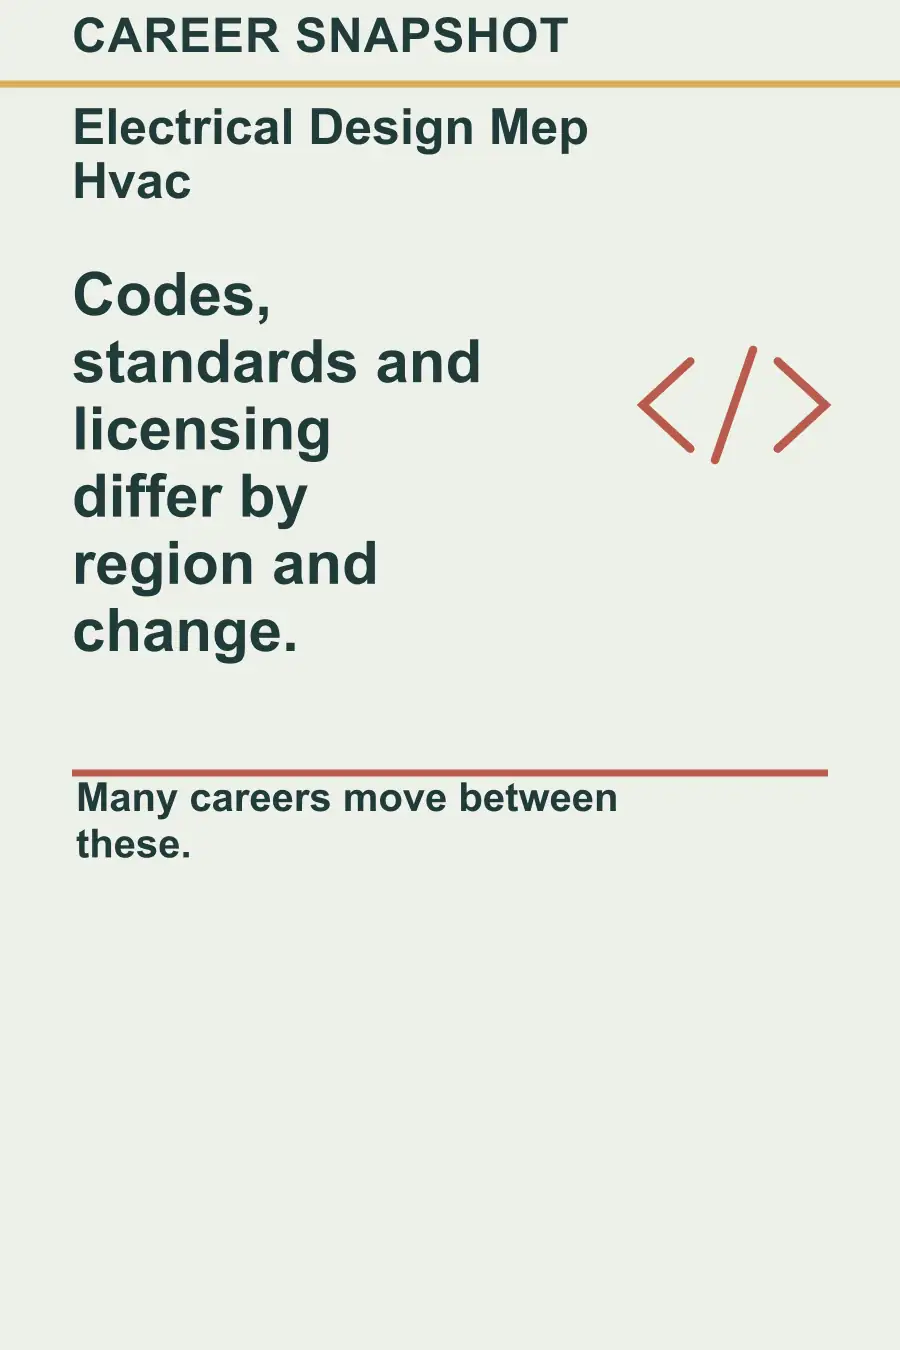 CAREER SNAPSHOT
Electrical Design Mep
Hvac
Codes,
standards and
licensing
differ by
region and
change.
</>
Many careers move between
these.